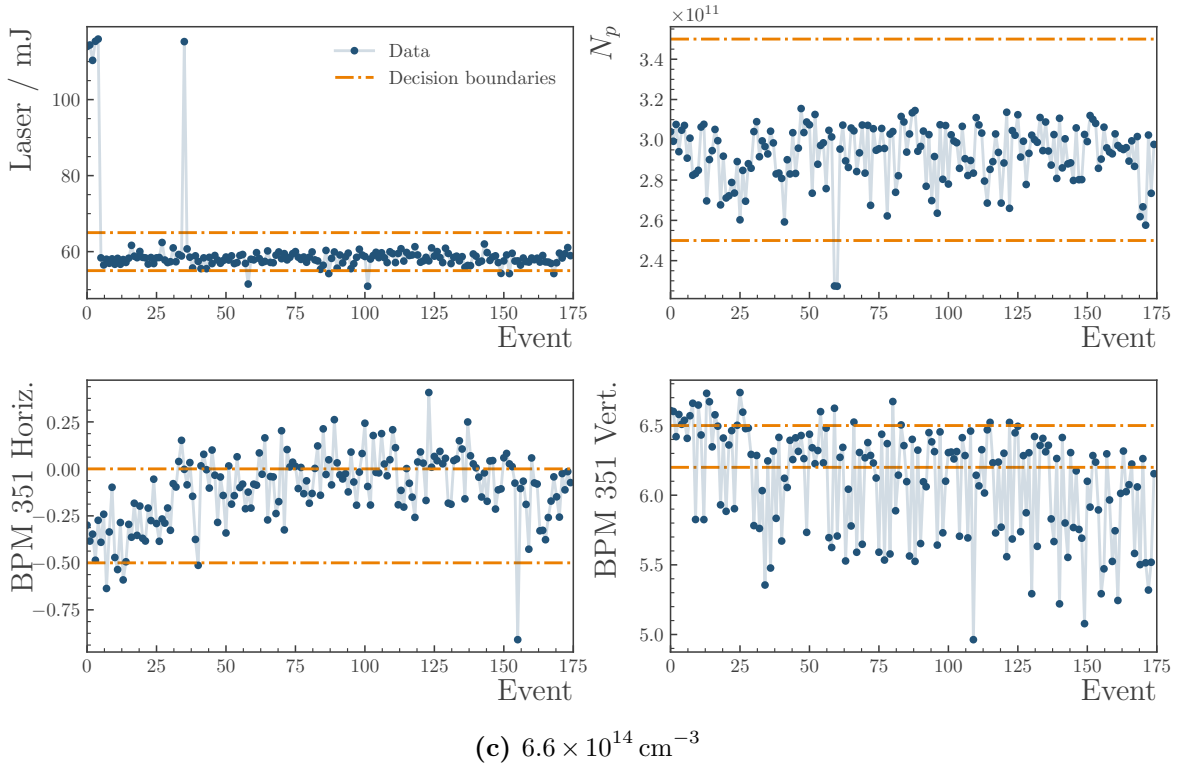 Laser / mJ
100
80
60
0 25 50 75 100 125 150 175
Event
Data
Decision boundaries
×10¹¹
N_p
3.4
3.2
3.0
2.8
2.6
2.4
0 25 50 75 100 125 150 175
Event
BPM 351 Horiz.
0.25
0.00
−0.25
−0.50
−0.75
0 25 50 75 100 125 150 175
Event
BPM 351 Vert.
6.5
6.0
5.5
5.0
0 25 50 75 100 125 150 175
Event
(c) 6.6 × 10¹⁴ cm⁻³